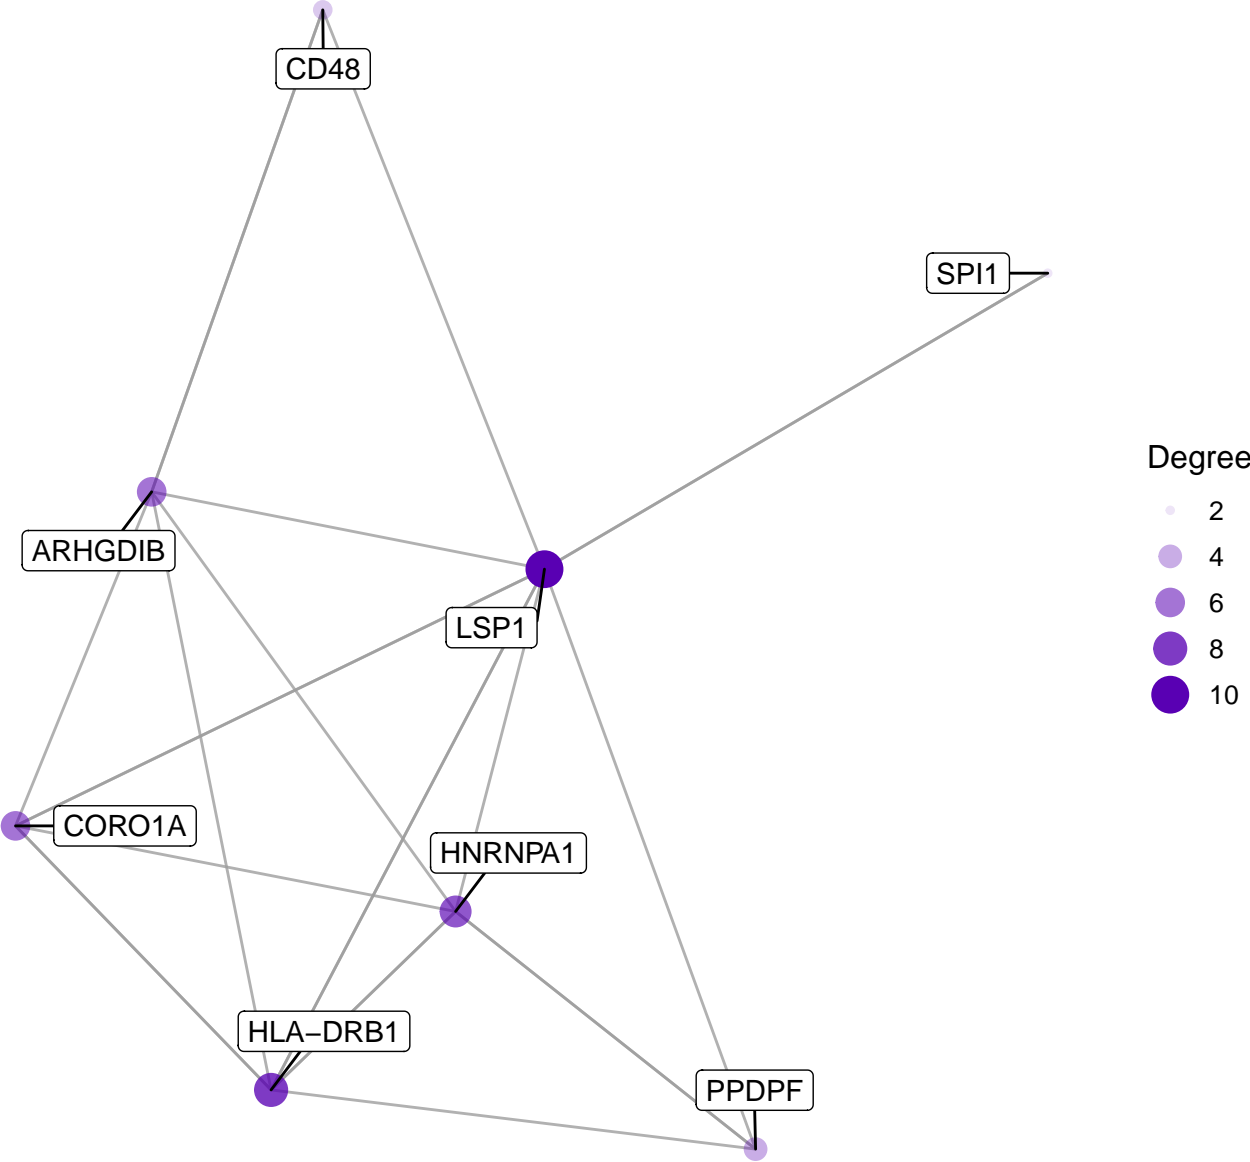 CD48
SPI1
Degree
2
4
ARHGDIB
6
LSP1
8
10
CORO1A
HNRNPA1
HLA−DRB1
PPDPF